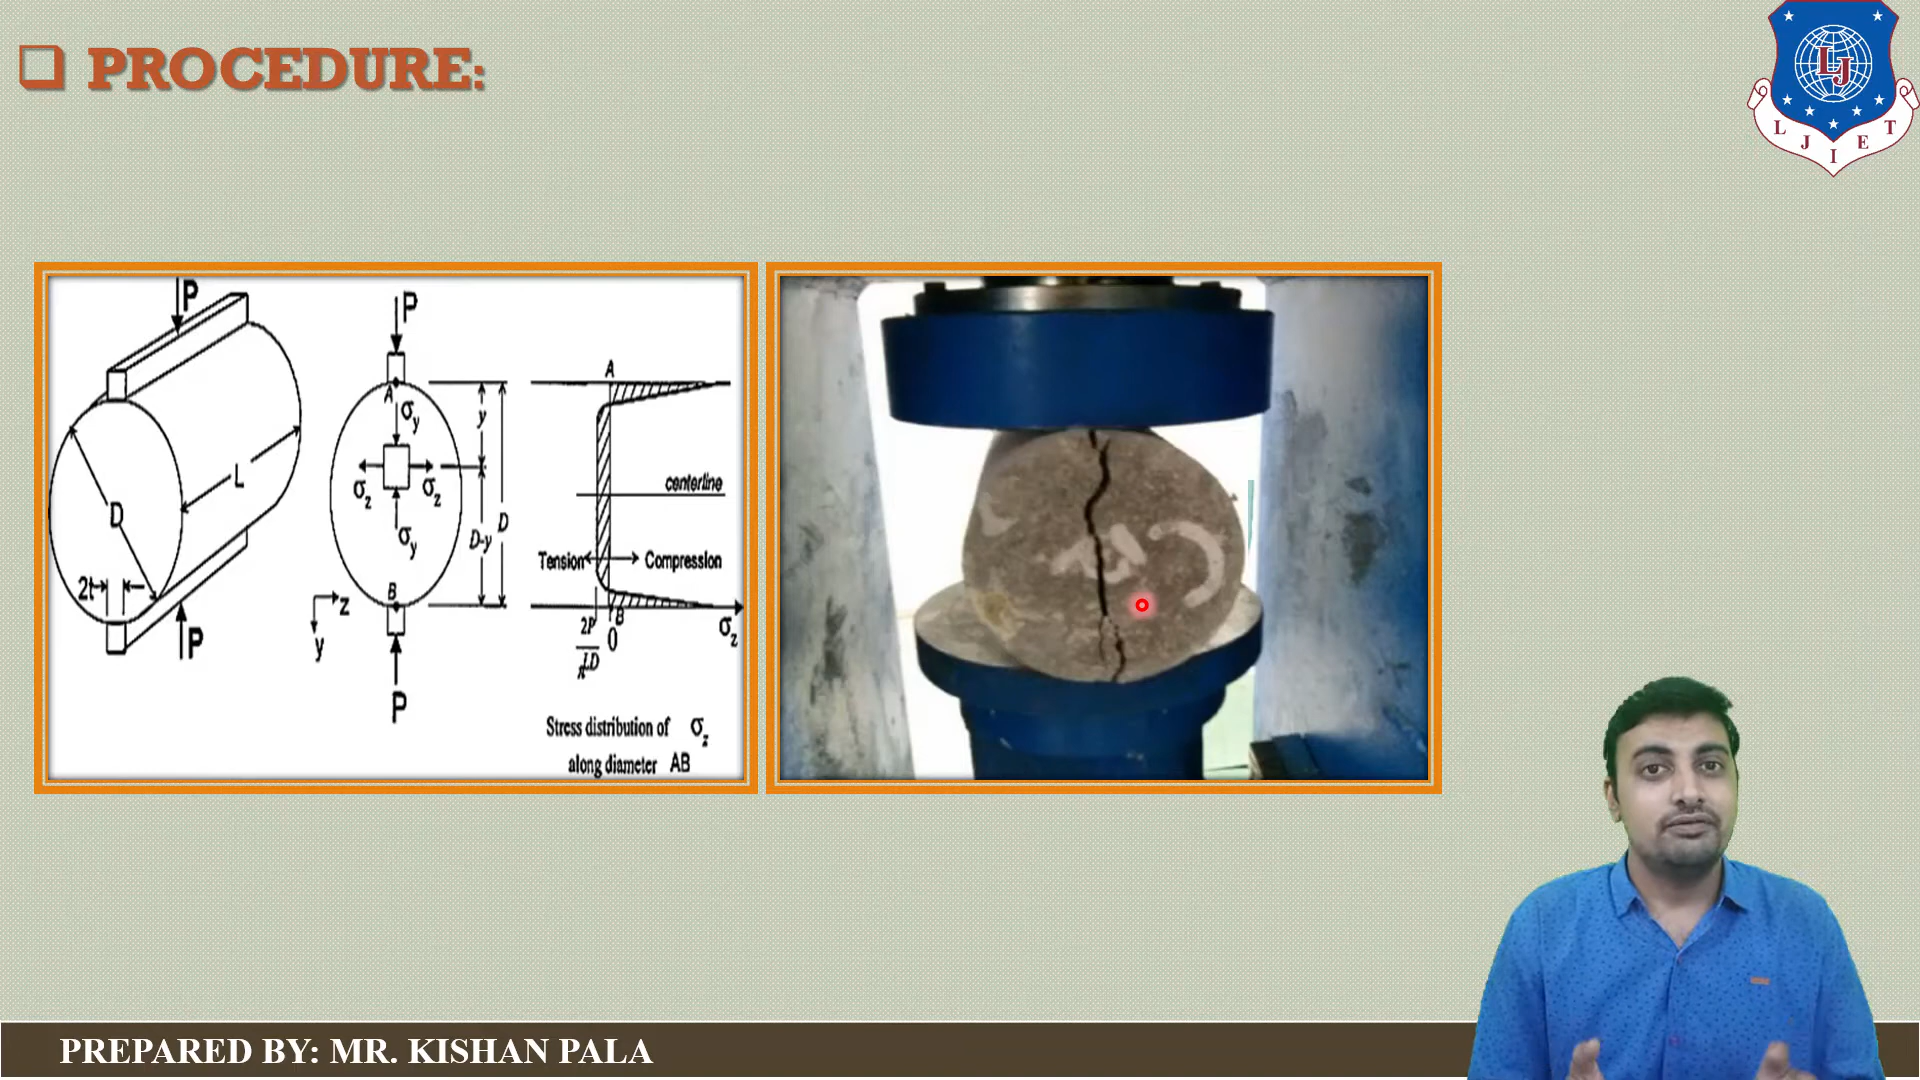 PROCEDURE:
LJ
L J I E T
P
P
A
A
σy
y
σz σz
centerline
L
D
D
D-y
σy
Tension
Compression
2t
B
z
B
2P
πLD
0
σz
P
y
P
Stress distribution of σz
along diameter AB
PREPARED BY: MR. KISHAN PALA